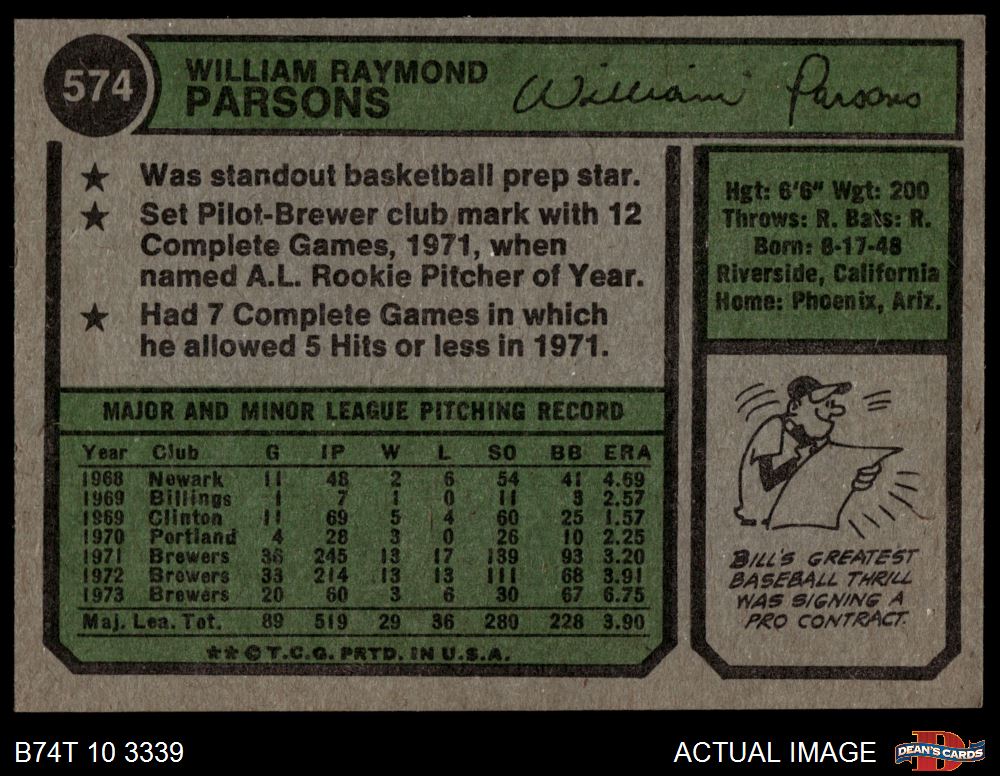 574
WILLIAM RAYMOND
PARSONS
William Parsons
★ Was standout basketball prep star.
★ Set Pilot-Brewer club mark with 12
Complete Games, 1971, when
named A.L. Rookie Pitcher of Year.
★ Had 7 Complete Games in which
he allowed 5 Hits or less in 1971.
Hgt: 6'6" Wgt: 200
Throws: R. Bats: R.
Born: 8-17-48
Riverside, California
Home: Phoenix, Ariz.
MAJOR AND MINOR LEAGUE PITCHING RECORD
Year Club G IP W L SO BB ERA
1968 Newark 11 48 2 6 54 41 4.69
1969 Billings 1 7 1 0 11 3 2.57
1969 Clinton 11 69 5 4 60 25 1.57
1970 Portland 4 28 3 0 26 10 2.25
1971 Brewers 36 245 13 17 139 93 3.20
1972 Brewers 33 214 13 13 111 68 3.91
1973 Brewers 20 60 3 6 30 67 6.75
Maj. Lea. Tot. 89 519 29 36 280 228 3.90
★★ © T.C.G. PRTD. IN U.S.A.
BILL'S GREATEST
BASEBALL THRILL
WAS SIGNING A
PRO CONTRACT.
B74T 10 3339
ACTUAL IMAGE
DEAN'S CARDS